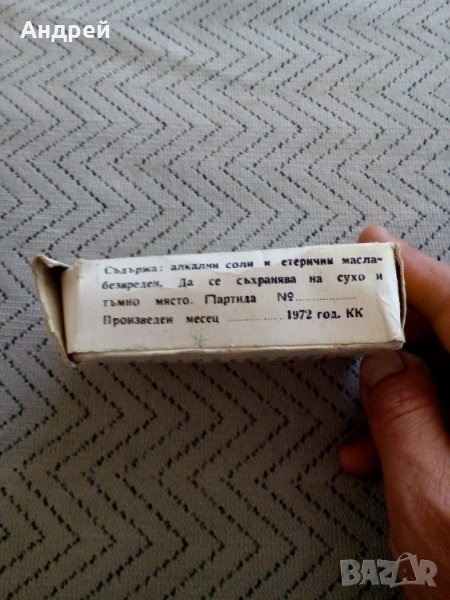 Андрей
Съдържа: алкални соли и етерични масла-
безвреден. Да се съхранява на сухо и
тъмно място. Партида №..................
Произведен месец .................. 1972 год. КК
BAZAR